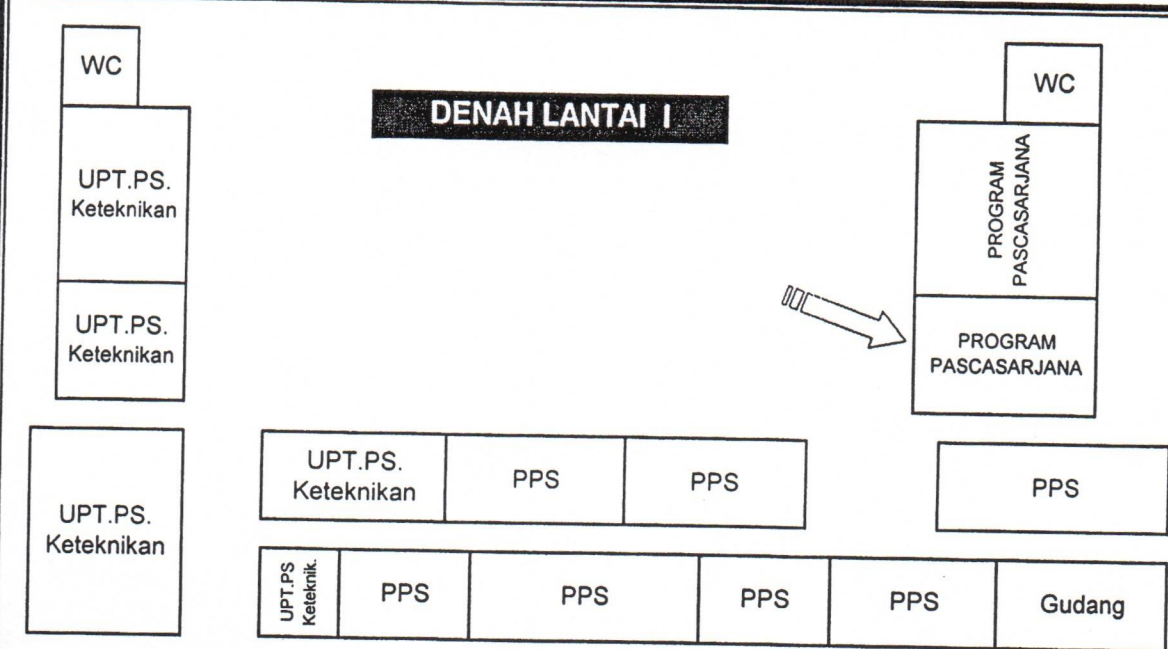 WC
WC
DENAH LANTAI I
UPT.PS.
Keteknikan
PROGRAM
PASCASARJANA
UPT.PS.
Keteknikan
PROGRAM
PASCASARJANA
UPT.PS.
Keteknikan
UPT.PS.
Keteknikan
PPS
PPS
PPS
UPT.PS
Keteknik.
PPS
PPS
PPS
PPS
Gudang